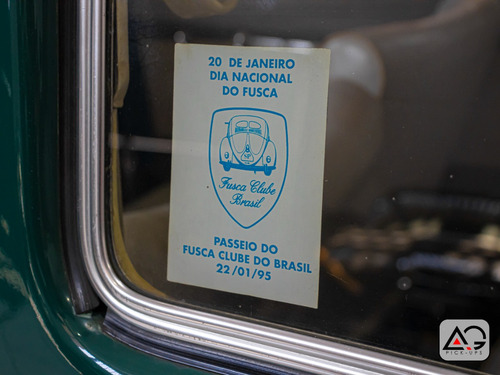 20 DE JANEIRO
DIA NACIONAL
DO FUSCA
Fusca Clube
Brasil
PASSEIO DO
FUSCA CLUBE DO BRASIL
22/01/95
AG
PICK-UPS